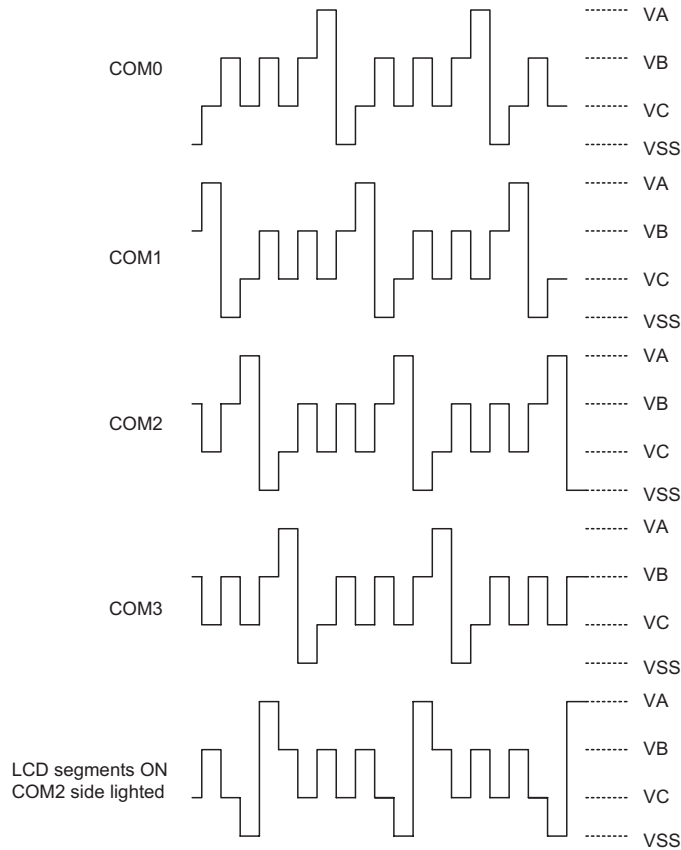 VA
COM0
VB
VC
VSS
VA
VB
COM1
VC
VSS
VA
VB
COM2
VC
VSS
VA
VB
COM3
VC
VSS
VA
VB
LCD segments ON
COM2 side lighted
VC
VSS